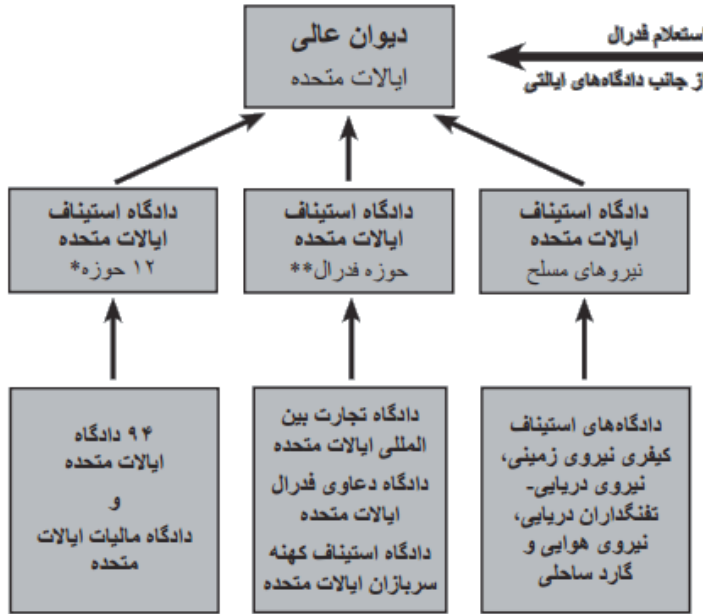 دیوان عالی
ایالات متحده
استعلام فدرال
از جانب دادگاه‌های ایالتی
دادگاه استیناف
ایالات متحده
نیروهای مسلح
دادگاه استیناف
ایالات متحده
حوزه فدرال**
دادگاه استیناف
ایالات متحده
۱۲ حوزه*
دادگاه‌های استیناف
کیفری نیروی زمینی،
نیروی دریایی-
تفنگداران دریایی،
نیروی هوایی و
گارد ساحلی
دادگاه تجارت بین
المللی ایالات متحده
دادگاه دعاوی فدرال
ایالات متحده
دادگاه استیناف کهنه
سربازان ایالات متحده
۹۴ دادگاه
ایالات متحده
و
دادگاه مالیات ایالات
متحده